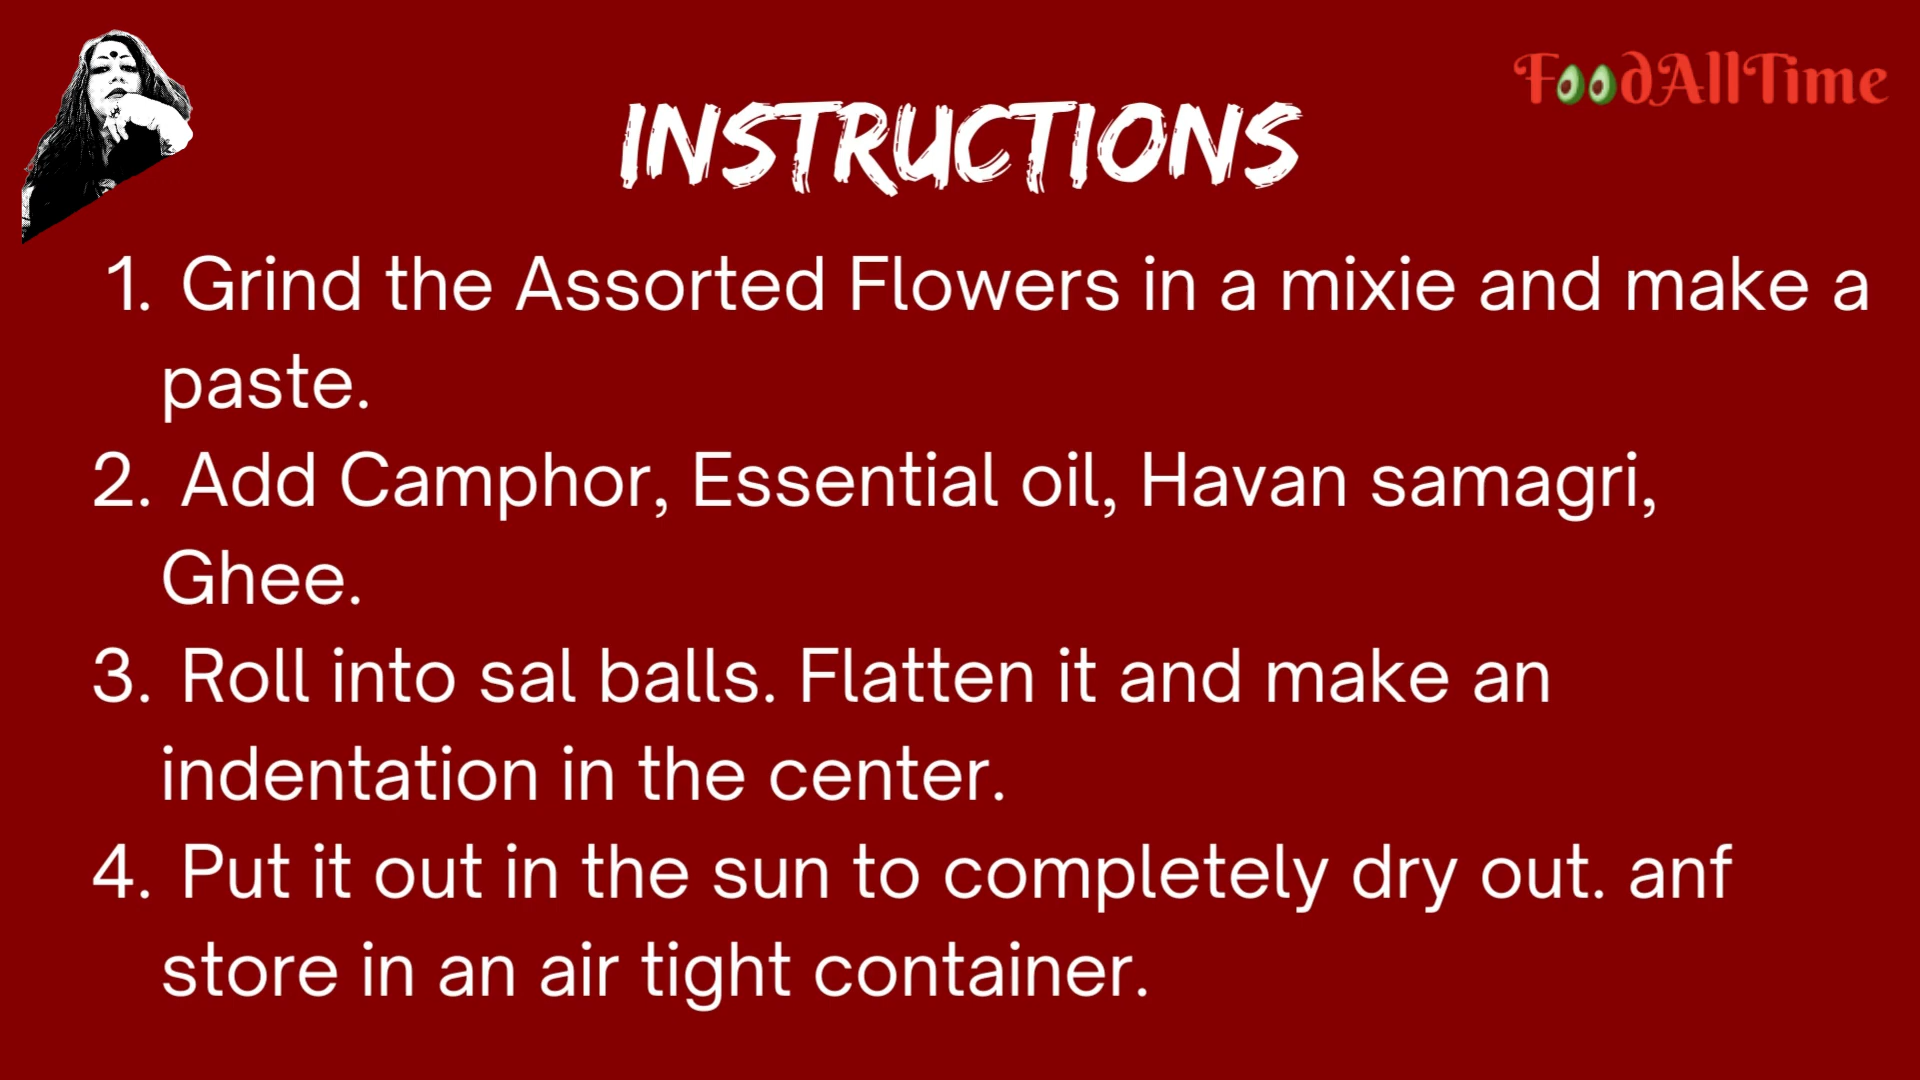 FoodAllTime
INSTRUCTIONS
1. Grind the Assorted Flowers in a mixie and make a
paste.
2. Add Camphor, Essential oil, Havan samagri,
Ghee.
3. Roll into sal balls. Flatten it and make an
indentation in the center.
4. Put it out in the sun to completely dry out. anf
store in an air tight container.